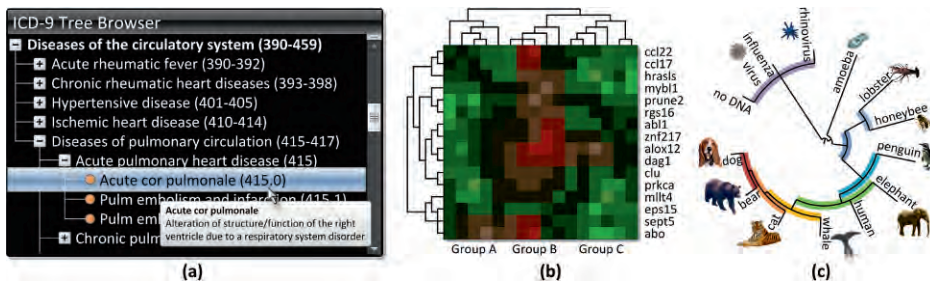 ICD-9 Tree Browser
Diseases of the circulatory system (390-459)
Acute rheumatic fever (390-392)
Chronic rheumatic heart diseases (393-398)
Hypertensive disease (401-405)
Ischemic heart disease (410-414)
Diseases of pulmonary circulation (415-417)
Acute pulmonary heart disease (415)
Acute cor pulmonale (415.0)
Pulm embolism and infarction (415.1)
Pulm em
Acute cor pulmonale
Alteration of structure/function of the right
ventricle due to a respiratory system disorder
Chronic pulm
(a)
ccl22
ccl17
hrasls
mybl1
prune2
rgs16
abl1
znf217
alox12
dag1
clu
prkca
mllt4
eps15
sept5
abo
Group A Group B Group C
(b)
rhinovirus
influenza
virus
no DNA
amoeba
lobster
honeybee
penguin
elephant
human
whale
cat
bear
dog
(c)